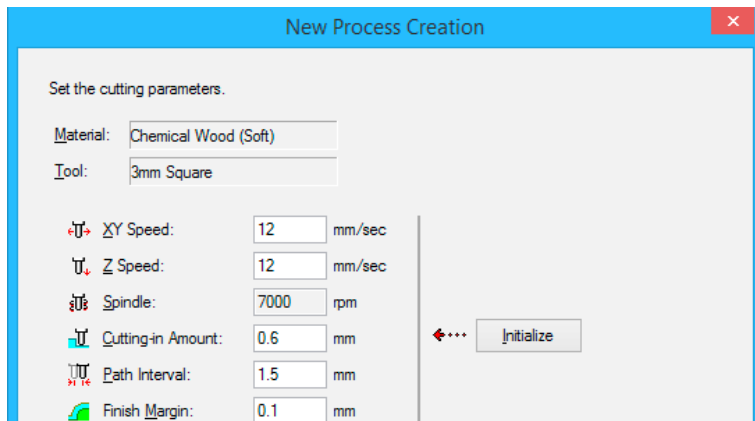 New Process Creation
Set the cutting parameters.
Material: Chemical Wood (Soft)
Tool: 3mm Square
XY Speed: 12 mm/sec
Z Speed: 12 mm/sec
Spindle: 7000 rpm
Cutting-in Amount: 0.6 mm
Initialize
Path Interval: 1.5 mm
Finish Margin: 0.1 mm